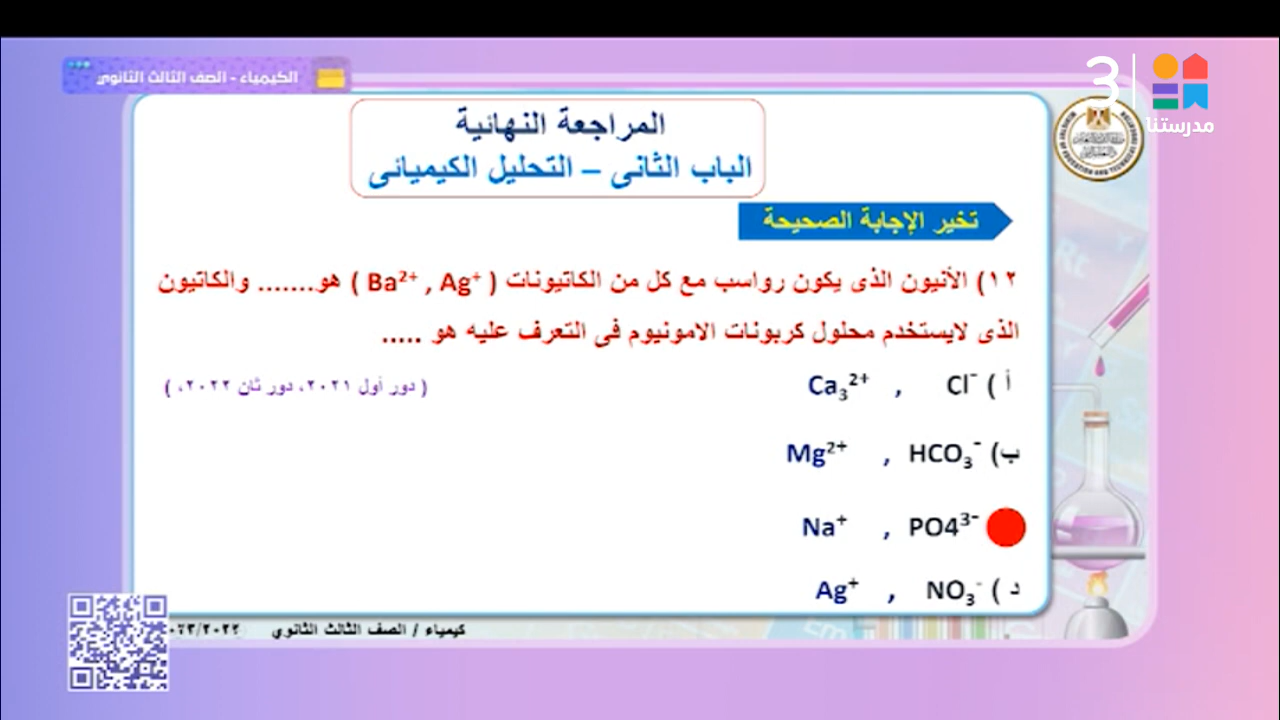 الكيمياء - الصف الثالث الثانوي
3
مدرستنا
المراجعة النهائية
الباب الثانى – التحليل الكيميائى
تخير الإجابة الصحيحة
١٢) الأنيون الذى يكون رواسب مع كل من الكاتيونات ( Ba²⁺ , Ag⁺ ) هو....... والكاتيون
الذى لايستخدم محلول كربونات الامونيوم فى التعرف عليه هو .....
أ ) Cl⁻ , Ca₃²⁺ ( دور أول ٢٠٢١، دور ثان ٢٠٢٢، )
ب) HCO₃⁻ , Mg²⁺
PO4³⁻ , Na⁺
د ) NO₃⁻ , Ag⁺
كيمياء / الصف الثالث الثانوي ٢٠٢٣/٢٠٢٢